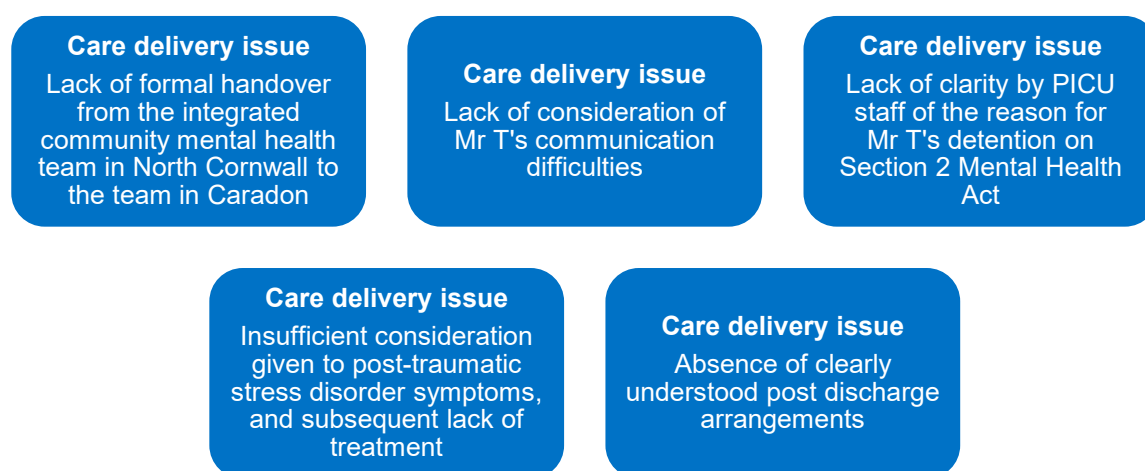 Care delivery issue
Lack of formal handover
from the integrated
community mental health
team in North Cornwall to
the team in Caradon
Care delivery issue
Lack of consideration of
Mr T's communication
difficulties
Care delivery issue
Lack of clarity by PICU
staff of the reason for
Mr T's detention on
Section 2 Mental Health
Act
Care delivery issue
Insufficient consideration
given to post-traumatic
stress disorder symptoms,
and subsequent lack of
treatment
Care delivery issue
Absence of clearly
understood post discharge
arrangements